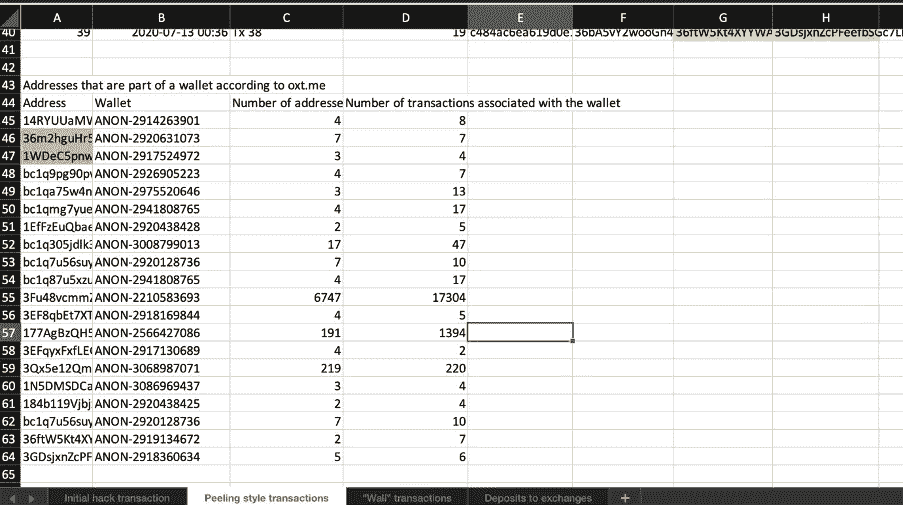 A B C D E F G H
40 39 2020-07-13 00:36 Tx 38 19 c484ac6ea619d0e. 36bA5vY2wooGn4 36ftW5Kt4XYYWA 3GDsjxnZcPFeefbSGc7L
41
42
43 Addresses that are part of a wallet according to oxt.me
44 Address Wallet Number of addresse Number of transactions associated with the wallet
45 14RYUUaMW ANON-2914263901 4 8
46 36m2hguHr5 ANON-2920631073 7 7
47 1WDeC5pnw ANON-2917524972 3 4
48 bc1q9pg90pv ANON-2926905223 4 7
49 bc1qa75w4n ANON-2975520646 3 13
50 bc1qmg7yue ANON-2941808765 4 17
51 1EfFzEuQbae ANON-2920438428 2 5
52 bc1q305jdlk3 ANON-3008799013 17 47
53 bc1q7u56suy ANON-2920128736 7 10
54 bc1q87u5xzu ANON-2941808765 4 17
55 3Fu48vcmmZ ANON-2210583693 6747 17304
56 3EF8qbEt7XT ANON-2918169844 4 5
57 177AgBzQH5 ANON-2566427086 191 1394
58 3EFqyxFxfLE ANON-2917130689 4 2
59 3Qx5e12Qm ANON-3068987071 219 220
60 1N5DMSDCa ANON-3086969437 3 4
61 184b119Vjbj ANON-2920438425 2 4
62 bc1q7u56suy ANON-2920128736 7 10
63 36ftW5Kt4XY ANON-2919134672 2 7
64 3GDsjxnZcPF ANON-2918360634 5 6
65
Initial hack transaction Peeling style transactions "Wall" transactions Deposits to exchanges +